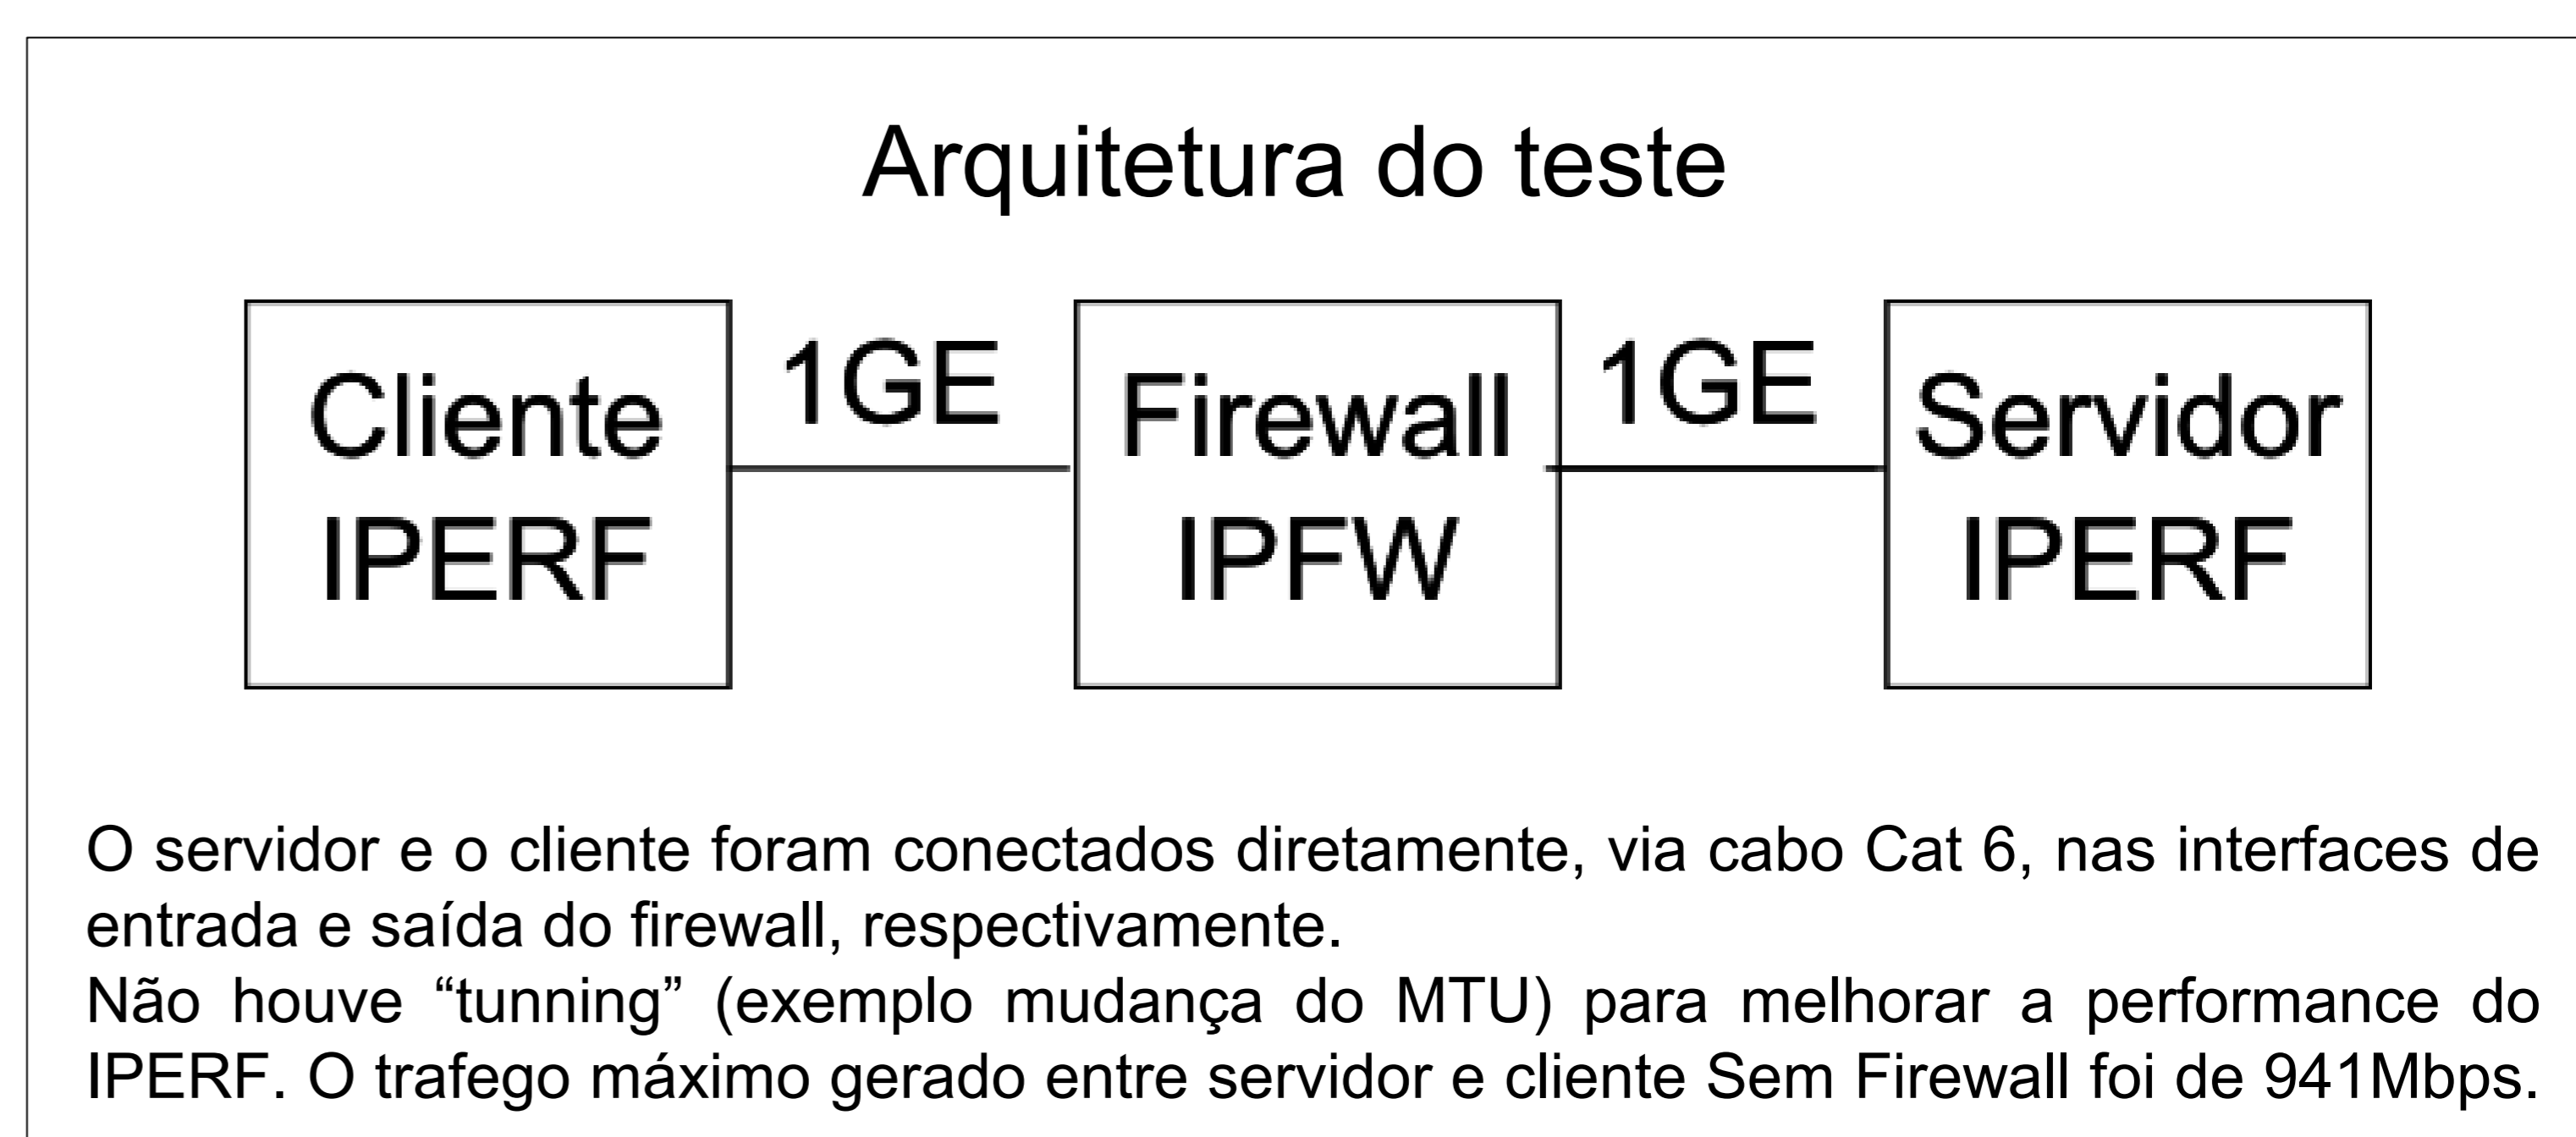 Arquitetura do teste
Cliente
IPERF
1GE
Firewall
IPFW
1GE
Servidor
IPERF
O servidor e o cliente foram conectados diretamente, via cabo Cat 6, nas interfaces de
entrada e saída do firewall, respectivamente.
Não houve “tunning” (exemplo mudança do MTU) para melhorar a performance do
IPERF. O trafego máximo gerado entre servidor e cliente Sem Firewall foi de 941Mbps.